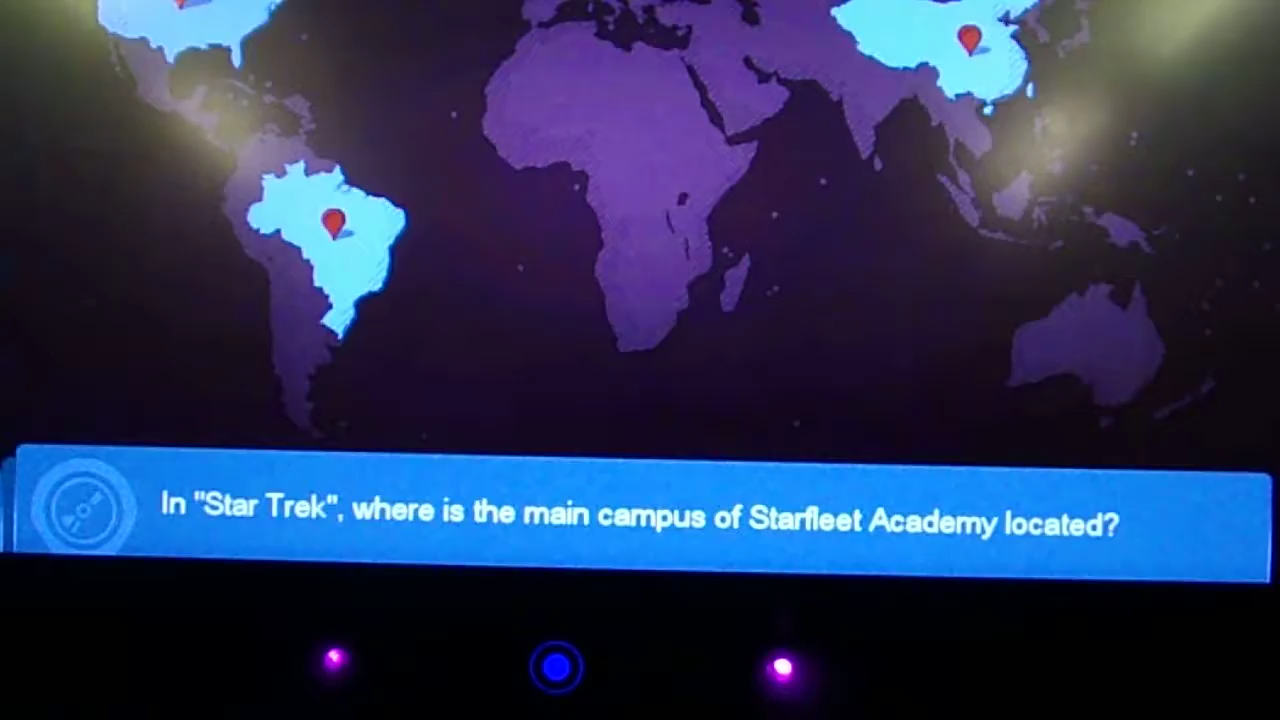 In "Star Trek", where is the main campus of Starfleet Academy located?